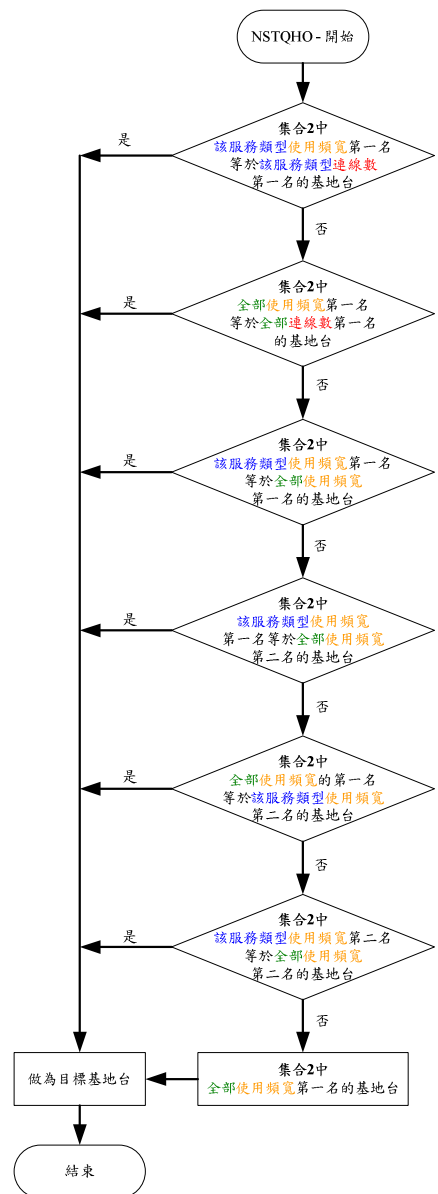 NSTQHO - 開始
集合2中
該服務類型使用頻寬第一名
等於該服務類型連線數
第一名的基地台
是
否
集合2中
全部使用頻寬第一名
等於全部連線數第一名
的基地台
是
否
集合2中
該服務類型使用頻寬第一名
等於全部使用頻寬
第一名的基地台
是
否
集合2中
該服務類型使用頻寬
第一名等於全部使用頻寬
第二名的基地台
是
否
集合2中
全部使用頻寬的第一名
等於該服務類型使用頻寬
第二名的基地台
是
否
集合2中
該服務類型使用頻寬第二名
等於全部使用頻寬
第二名的基地台
是
否
做為目標基地台
集合2中
全部使用頻寬第一名的基地台
結束